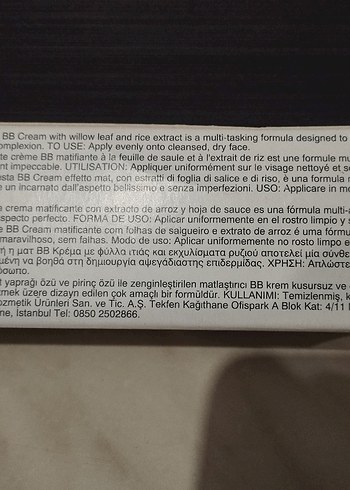 BB Cream with willow leaf and rice extract is a multi-tasking formula designed to
omplexion. TO USE: Apply evenly onto cleansed, dry face.
te crème BB matifiante à la feuille de saule et à l'extrait de riz est une formule mu
nt impeccable. UTILISATION: Appliquer uniformément sur le visage nettoyé et s
esta BB Cream effetto mat, con estratti di foglia di salice e di riso, è una formula
e un incarnato dall'aspetto bellissimo e senza imperfezioni. USO: Applicare in mo
crema matificante con extracto de arroz y hoja de sauce es una fórmula multi-
specto perfecto. FORMA DE USO: Aplicar uniformemente en el rostro limpio y s
e BB Cream matificante com folhas de salgueiro e extrato de arroz é uma fórmu
maravilhoso, sem falhas. Modo de uso: Aplicar uniformemente no rosto limpo e
ή η ματ BB Κρέμα με φύλλα ιτιάς και εκχυλίσματα ρυζιού αποτελεί μία σύνθε
μένη να βοηθά στη δημιουργία αψεγάδιαστης επιδερμίδας. ΧΡΗΣΗ: Απλώστε
όσωπο.
t yaprağı özü ve pirinç özü ile zenginleştirilen matlaştırıcı BB krem kusursuz ve
tmek üzere dizayn edilen çok amaçlı bir formüldür. KULLANIMI: Temizlenmiş, k
ozmetik Ürünleri San. ve Tic. A.Ş. Tekfen Kağıthane Ofispark A Blok Kat: 4/11
ne, İstanbul Tel: 0850 2502866.